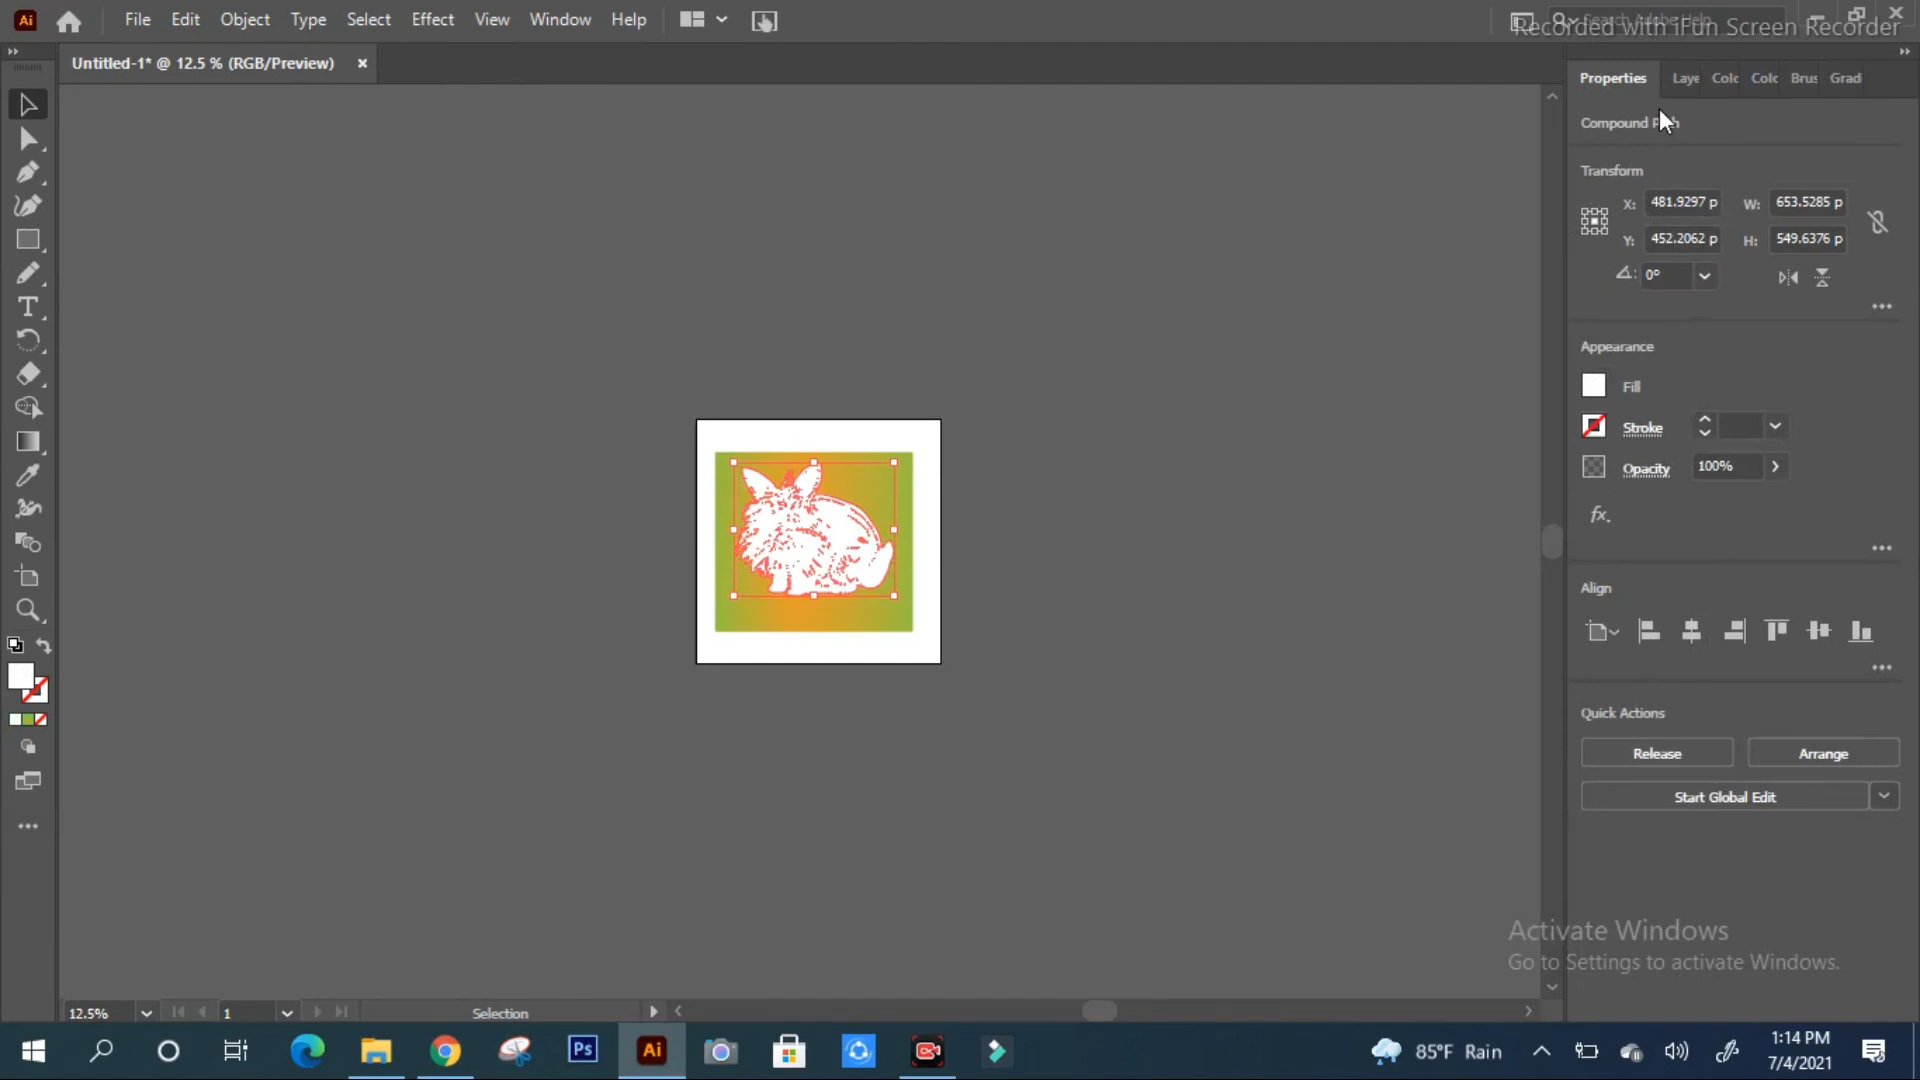 Ai File Edit Object Type Select Effect View Window Help
Recorded with iFun Screen Recorder
Untitled-1* @ 12.5 % (RGB/Preview) ×
Properties Laye Colc Colc Brus Grad
Compound
Transform
X: 481.9297 p W: 653.5285 p
Y: 452.2062 p H: 549.6376 p
0°
Appearance
Fill
Stroke
Opacity 100%
fx.
Align
Quick Actions
Release Arrange
Start Global Edit
Activate Windows
Go to Settings to activate Windows.
12.5% 1 Selection
Ps Ai 85°F Rain 1:14 PM
7/4/2021